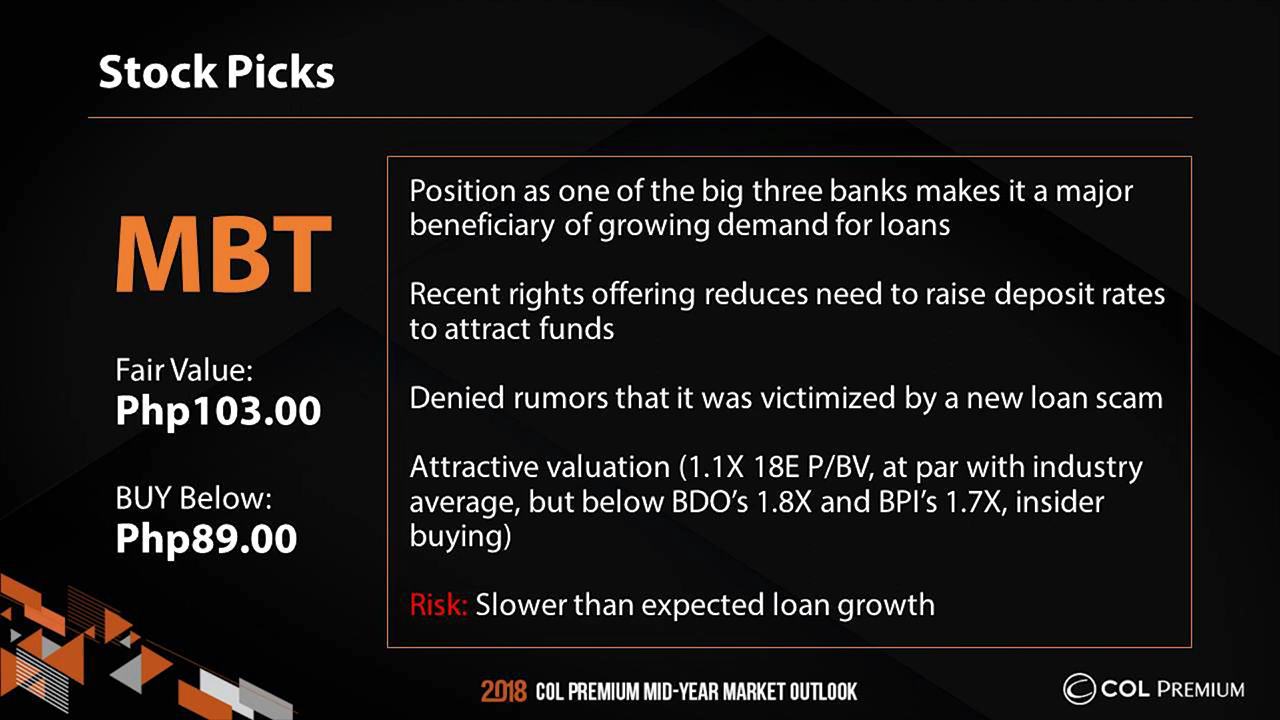 Stock Picks
MBT
Fair Value:
Php103.00
BUY Below:
Php89.00
Position as one of the big three banks makes it a major
beneficiary of growing demand for loans
Recent rights offering reduces need to raise deposit rates
to attract funds
Denied rumors that it was victimized by a new loan scam
Attractive valuation (1.1X 18E P/BV, at par with industry
average, but below BDO’s 1.8X and BPI’s 1.7X, insider
buying)
Risk: Slower than expected loan growth
2018 COL PREMIUM MID-YEAR MARKET OUTLOOK
COL PREMIUM